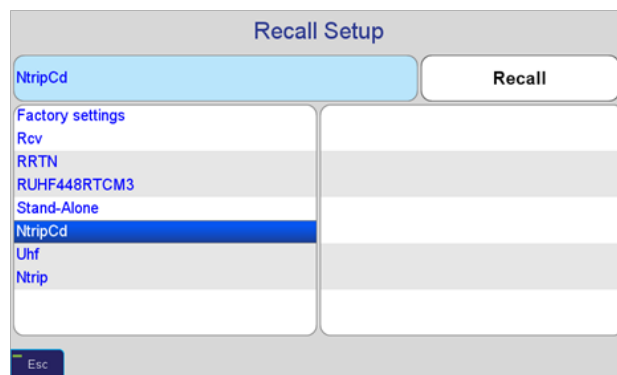 Recall Setup
NtripCd
Recall
Factory settings
Rcv
RRTN
RUHF448RTCM3
Stand-Alone
NtripCd
Uhf
Ntrip
Esc